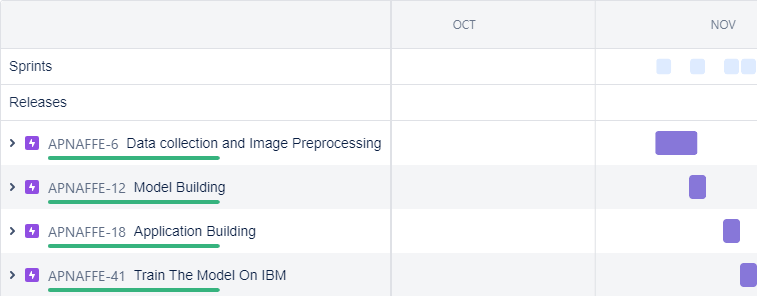 OCT NOV
Sprints
Releases
APNAFFE-6 Data collection and Image Preprocessing
APNAFFE-12 Model Building
APNAFFE-18 Application Building
APNAFFE-41 Train The Model On IBM